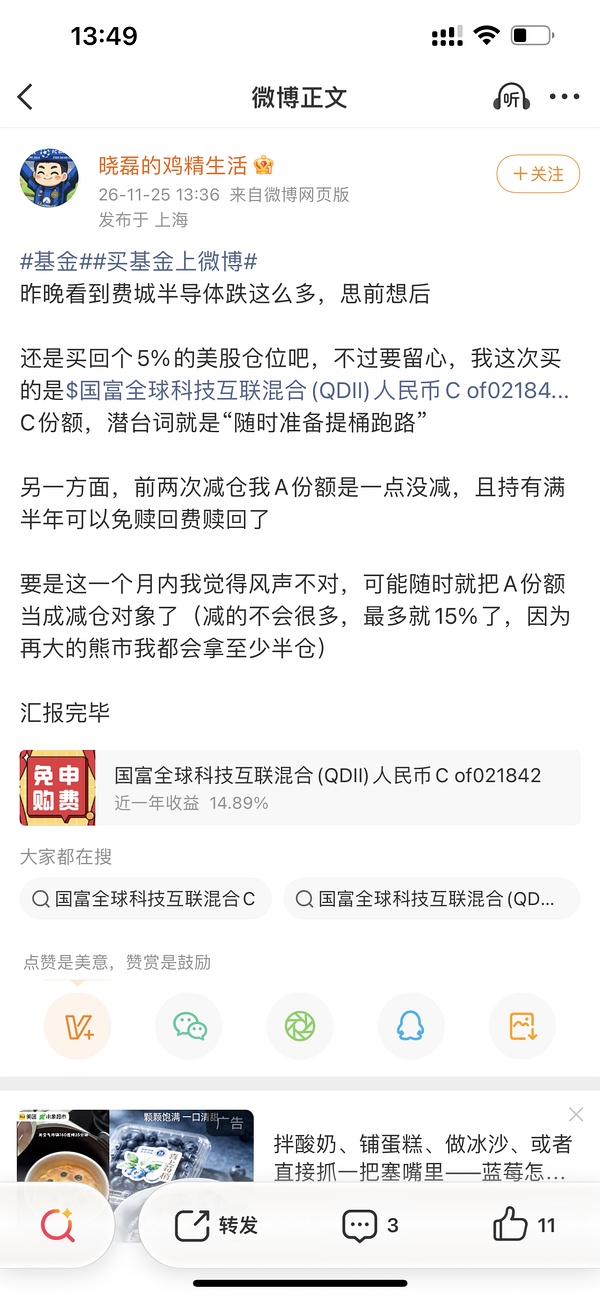 13:49
微博正文
听
晓磊的鸡精生活
+关注
26-11-25 13:36 来自微博网页版
发布于 上海
#基金##买基金上微博#
昨晚看到费城半导体跌这么多，思前想后
还是买回个5%的美股仓位吧，不过要留心，我这次买
的是$国富全球科技互联混合(QDII)人民币C of02184...
C份额，潜台词就是“随时准备提桶跑路”
另一方面，前两次减仓我A份额是一点没减，且持有满
半年可以免赎回费赎回了
要是这一个月内我觉得风声不对，可能随时就把A份额
当成减仓对象了（减的不会很多，最多就15%了，因为
再大的熊市我都会拿至少半仓）
汇报完毕
免申
购费
国富全球科技互联混合(QDII)人民币C of021842
近一年收益 14.89%
大家都在搜
国富全球科技互联混合C
国富全球科技互联混合(QD...
点赞是美意，赞赏是鼓励
美团 小象超市
颗颗饱满 一口清甜
广告
拌酸奶、铺蛋糕、做冰沙、或者
直接抓一把塞嘴里——蓝莓怎...
转发
3
11